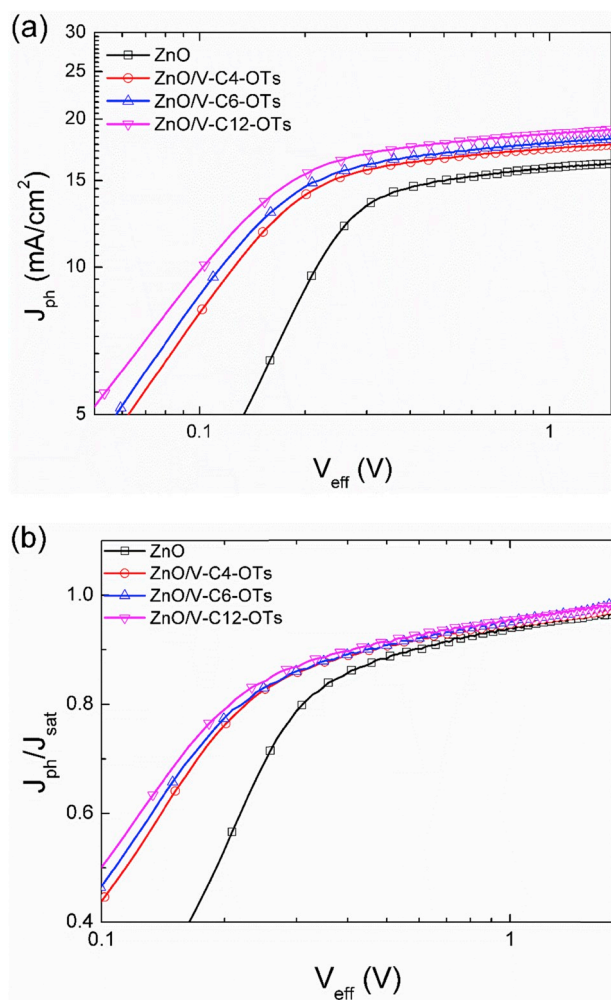 (a)
30
25
20
15
10
5
J_ph (mA/cm²)
ZnO
ZnO/V-C4-OTs
ZnO/V-C6-OTs
ZnO/V-C12-OTs
0.1
1
V_eff (V)
(b)
1.0
0.8
0.6
0.4
J_ph/J_sat
ZnO
ZnO/V-C4-OTs
ZnO/V-C6-OTs
ZnO/V-C12-OTs
0.1
1
V_eff (V)